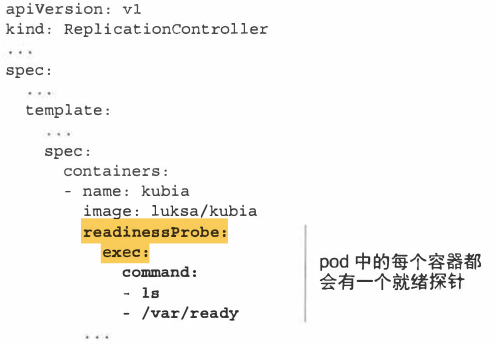 apiVersion: v1
kind: ReplicationController
...
spec:
  ...
  template:
    ...
    spec:
      containers:
      - name: kubia
        image: luksa/kubia
        readinessProbe:
          exec:
            command:
            - ls
            - /var/ready
        ...
pod 中的每个容器都
会有一个就绪探针